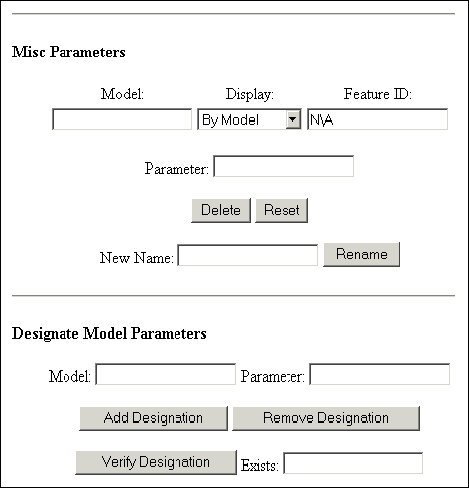 Misc Parameters
Model: Display: Feature ID:
By Model N\A
Parameter:
Delete Reset
New Name: Rename
Designate Model Parameters
Model: Parameter:
Add Designation Remove Designation
Verify Designation Exists: